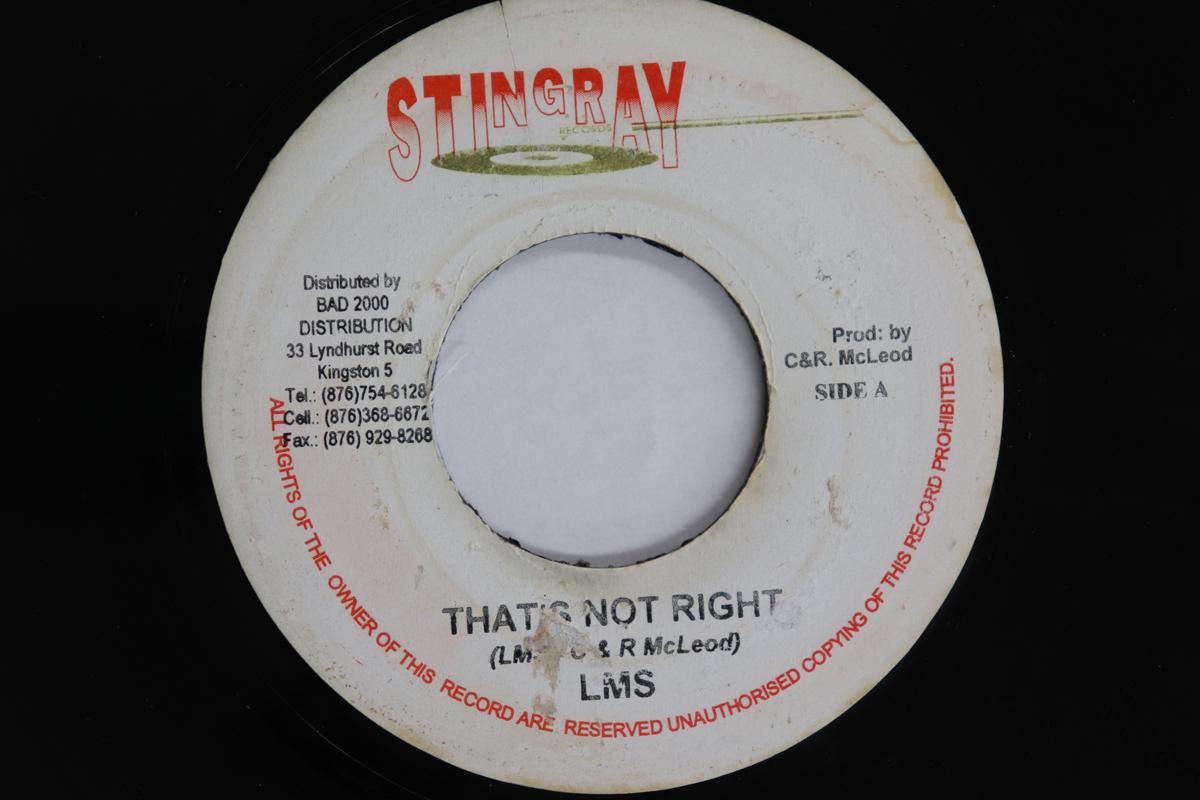 STINGRAY
RECORDS
Distributed by
BAD 2000
DISTRIBUTION
33 Lyndhurst Road
Kingston 5
Tel.: (876)754-6128
Cell.: (876)368-6672
Fax.: (876) 929-8268
Prod: by
C&R. McLeod
SIDE A
THAT'S NOT RIGHT
& R McLeod)
LMS
ALL RIGHTS OF THE OWNER OF THIS RECORD ARE RESERVED UNAUTHORISED COPYING OF THIS RECORD PROHIBITED.